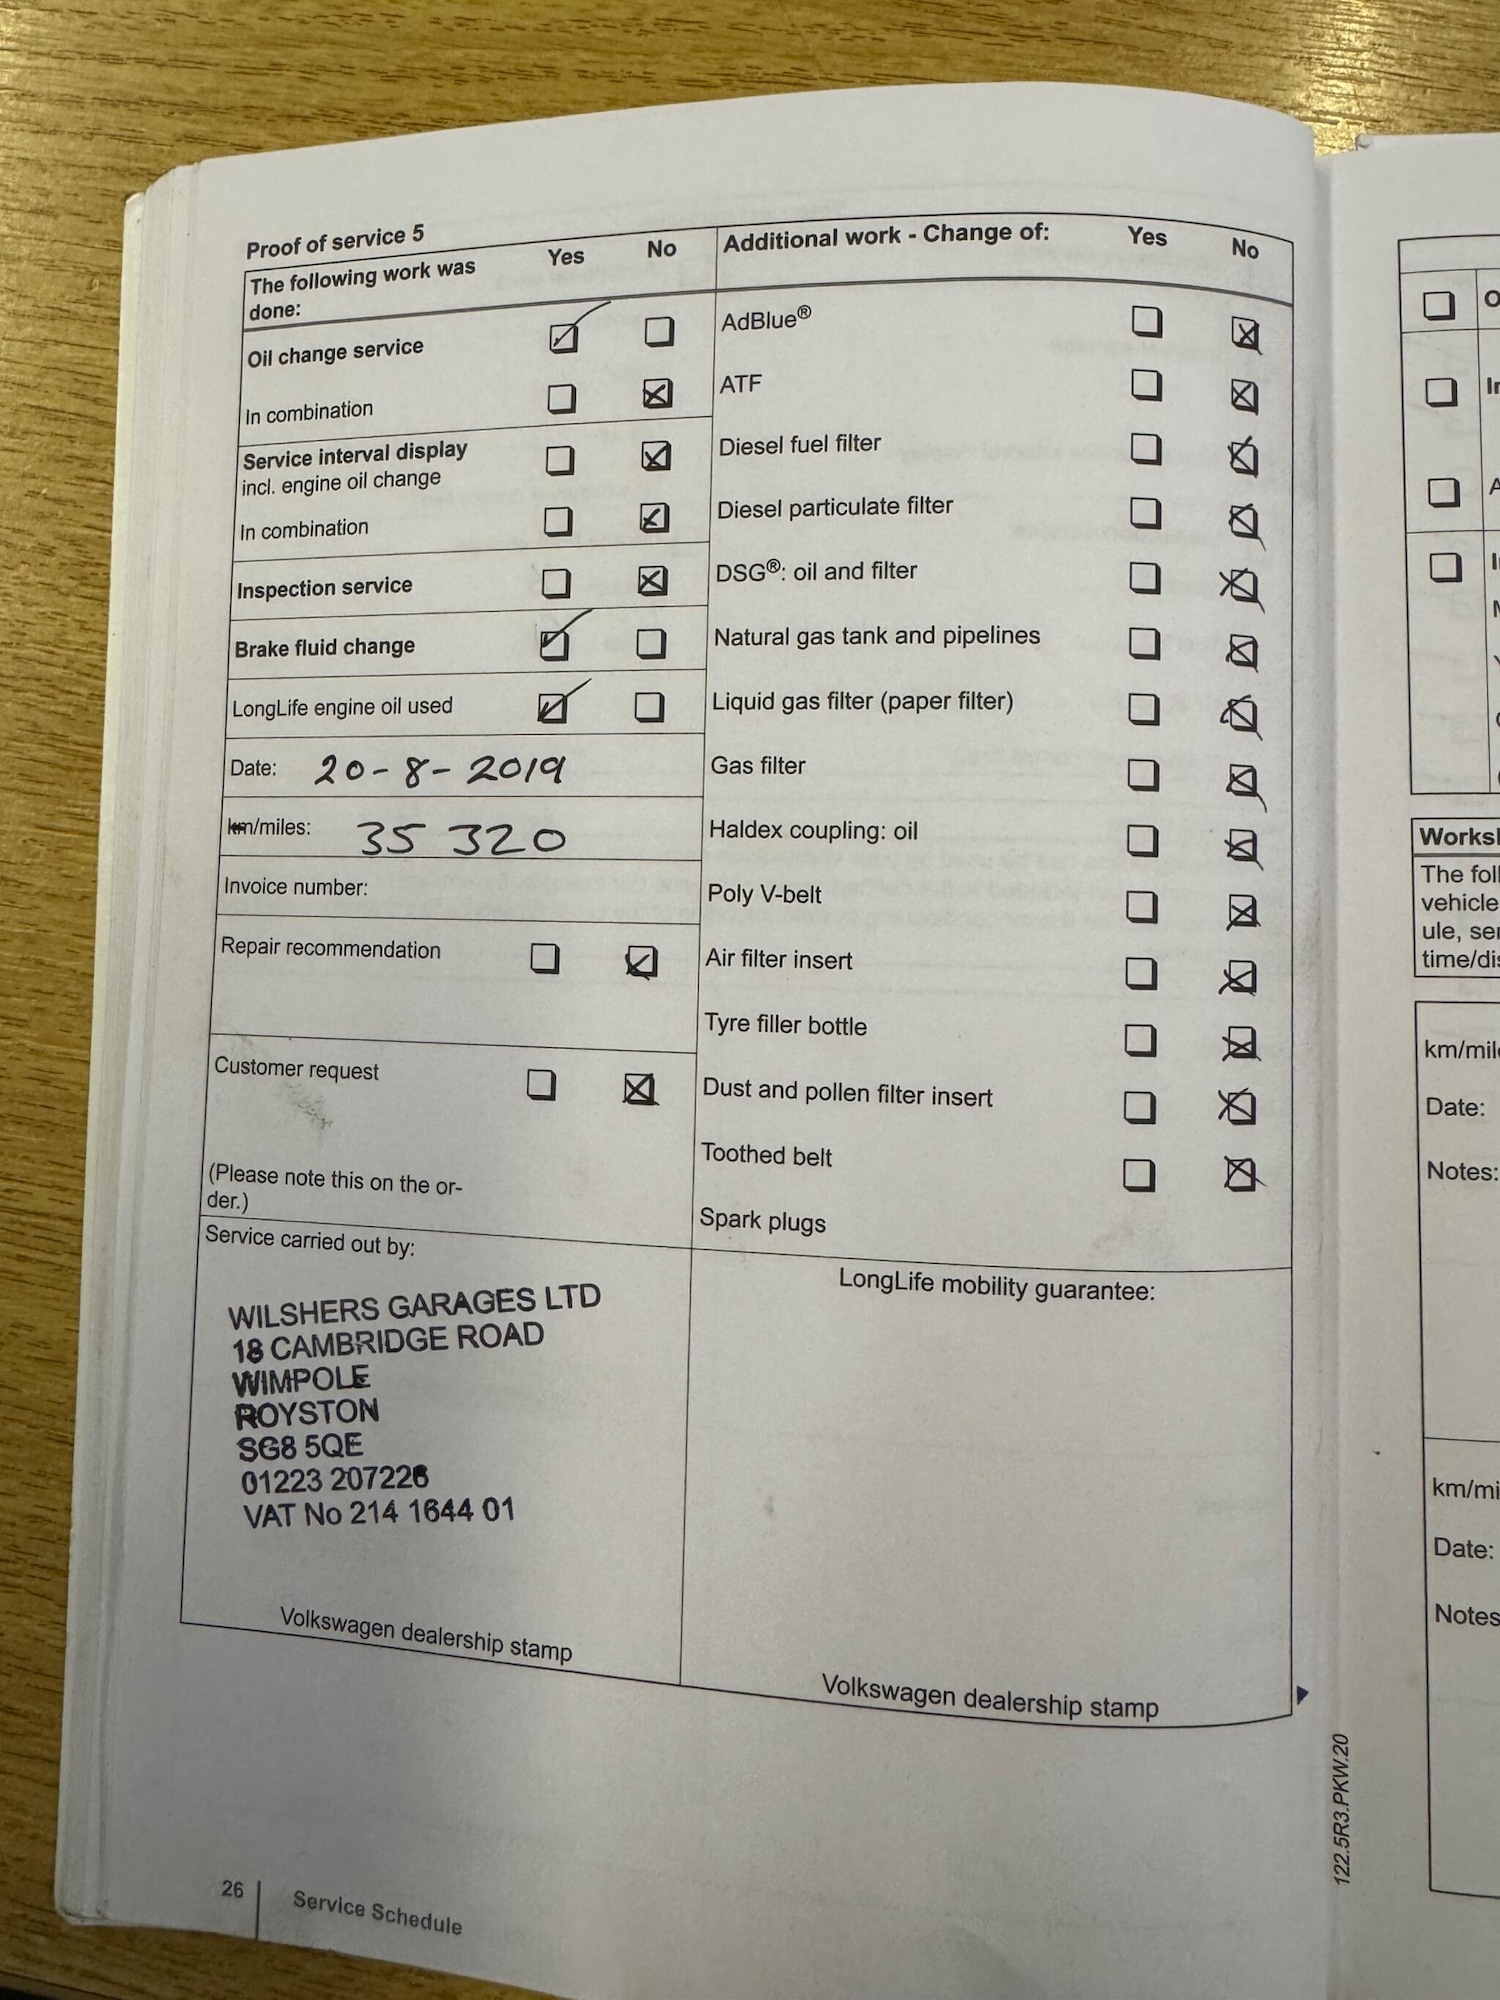 Proof of service 5
The following work was
done:
Yes
No
Oil change service
In combination
Service interval display
incl. engine oil change
In combination
Inspection service
Brake fluid change
LongLife engine oil used
Date: 20-8-2019
km/miles: 35 320
Invoice number:
Repair recommendation
Customer request
(Please note this on the or-
der.)
Service carried out by:
WILSHERS GARAGES LTD
18 CAMBRIDGE ROAD
WIMPOLE
ROYSTON
SG8 5QE
01223 207226
VAT No 214 1644 01
Volkswagen dealership stamp
Additional work - Change of:
Yes
No
AdBlue®
ATF
Diesel fuel filter
Diesel particulate filter
DSG®: oil and filter
Natural gas tank and pipelines
Liquid gas filter (paper filter)
Gas filter
Haldex coupling: oil
Poly V-belt
Air filter insert
Tyre filler bottle
Dust and pollen filter insert
Toothed belt
Spark plugs
LongLife mobility guarantee:
Volkswagen dealership stamp
122.5R3.PKW.20
26
Service Schedule
The
vehicle
time/
km/
Date:
Notes:
km/
Date:
Notes